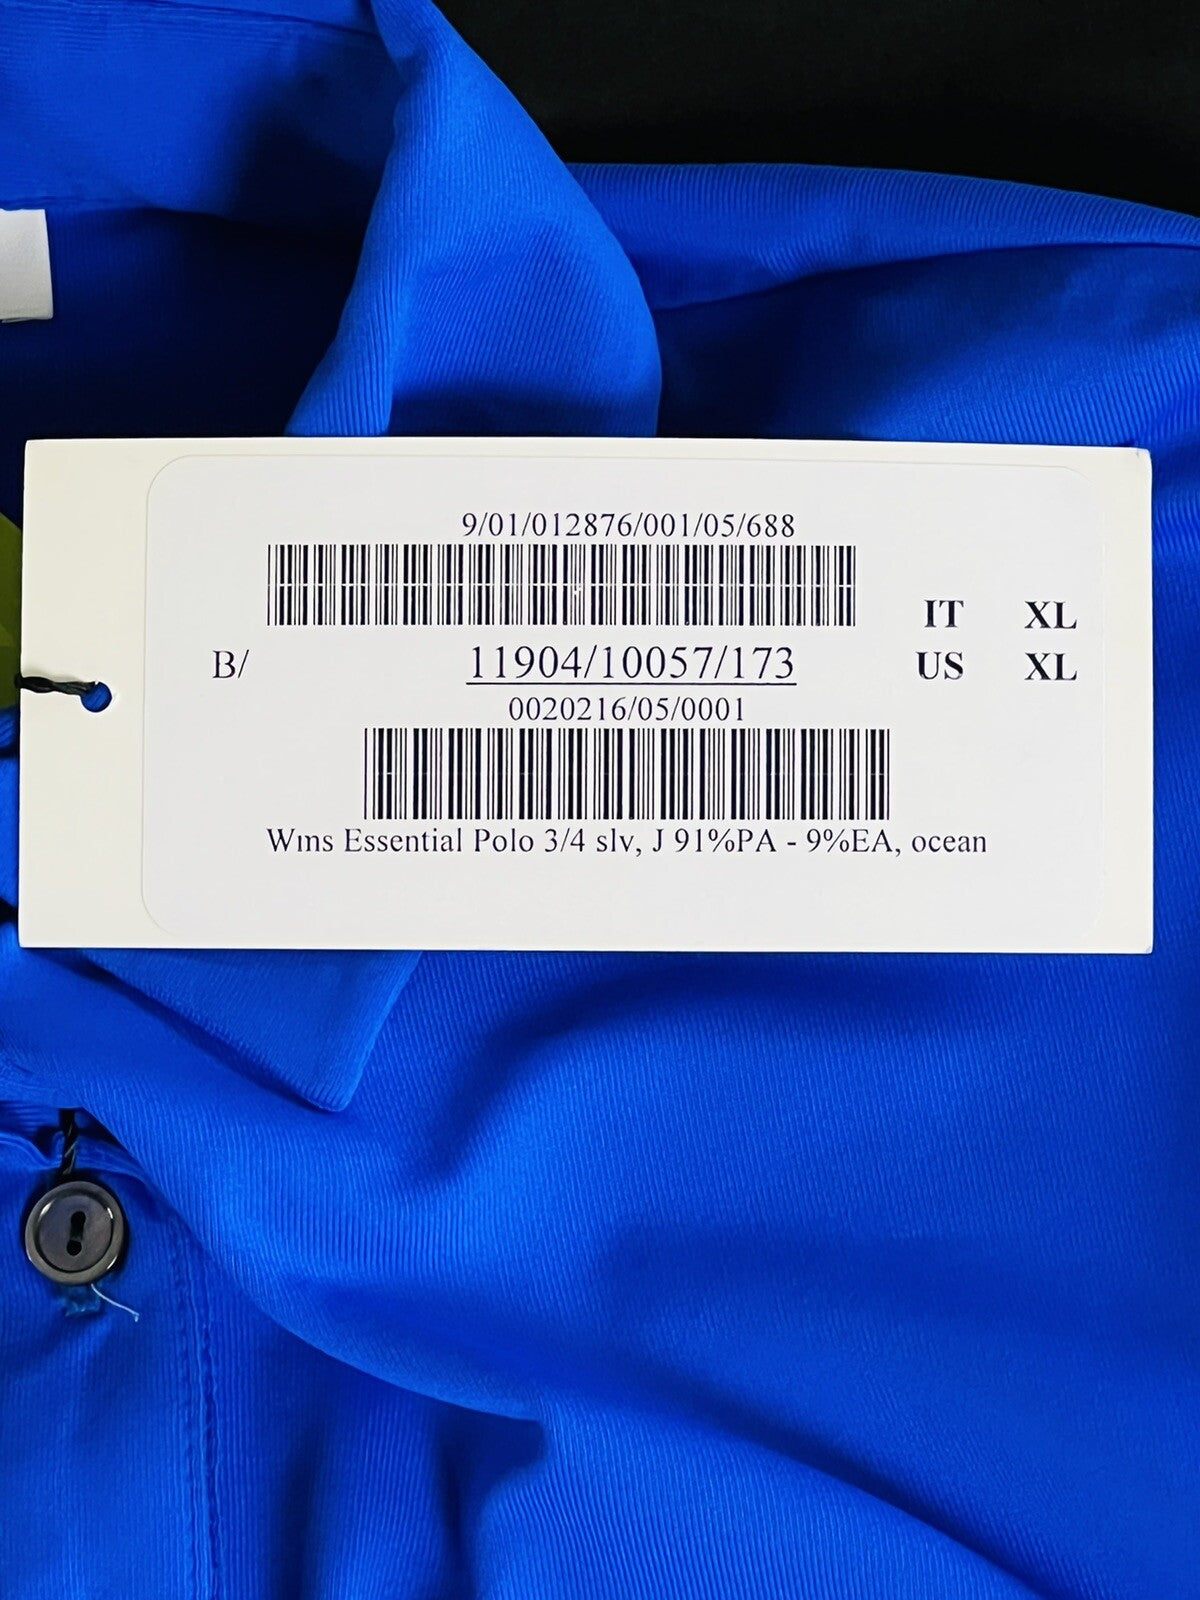 9/01/012876/001/05/688
IT XL
B/ 11904/10057/173 US XL
0020216/05/0001
Wms Essential Polo 3/4 slv, J 91%PA - 9%EA, ocean